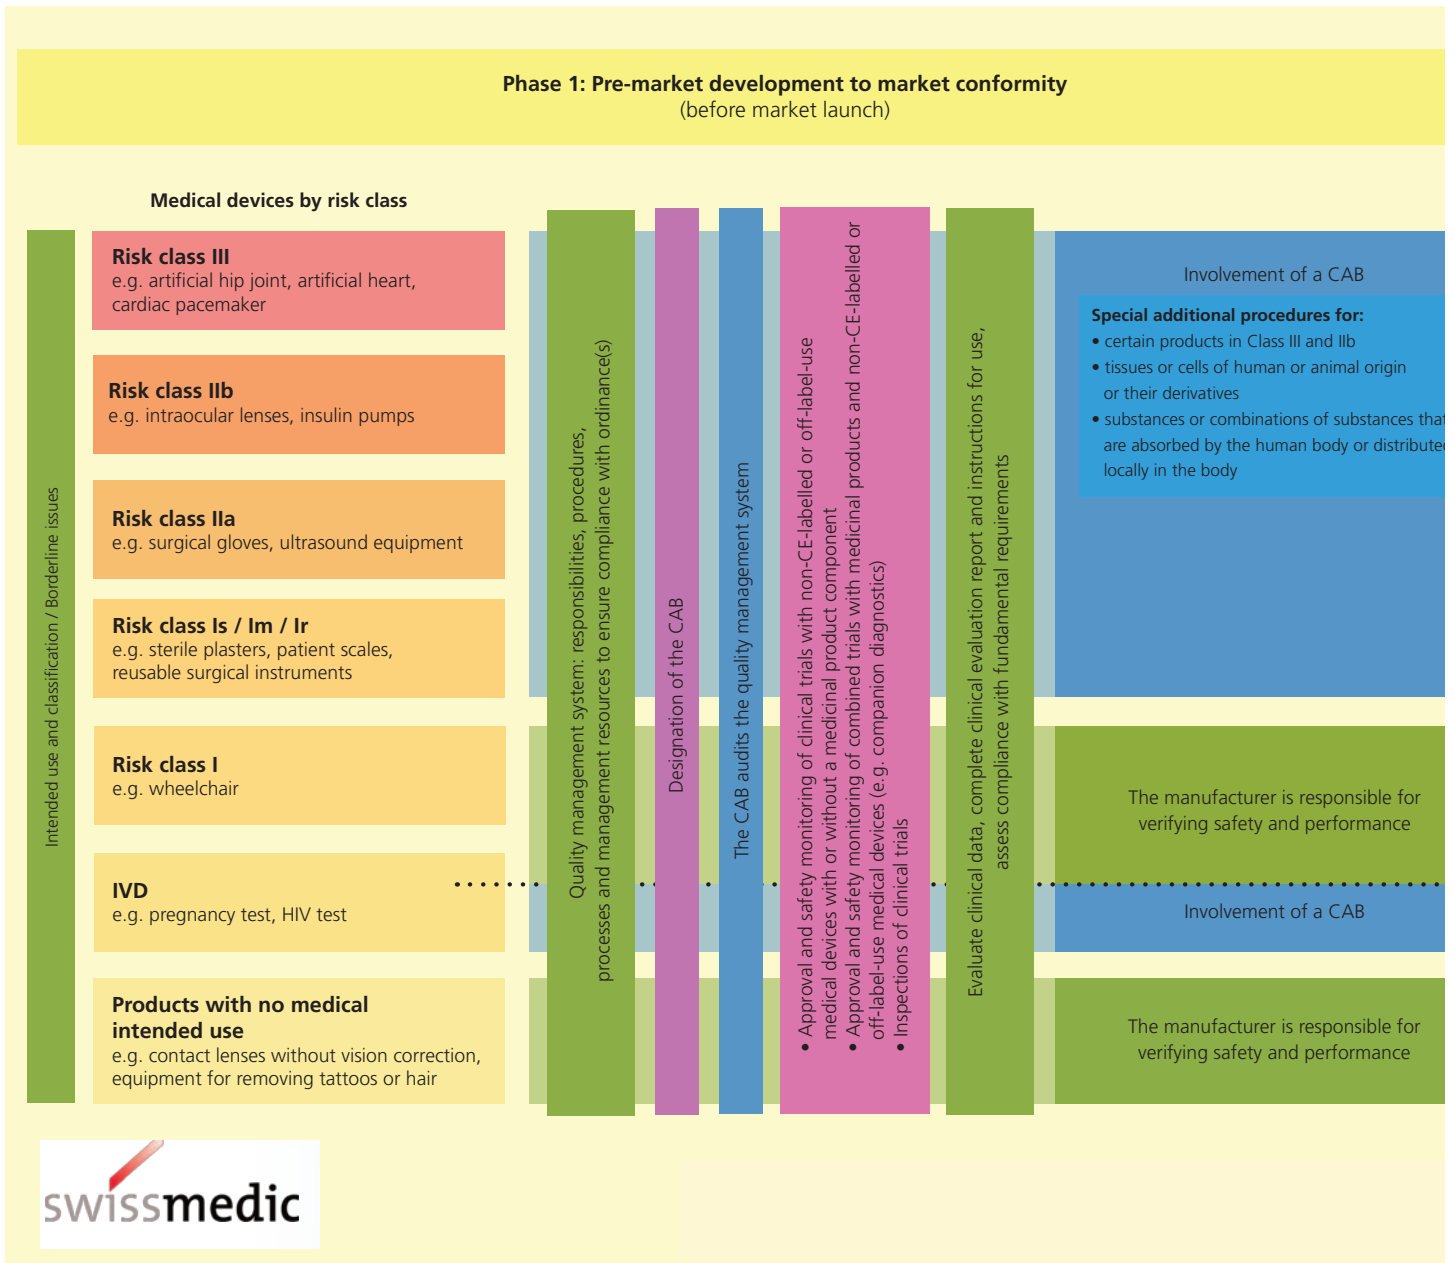 Phase 1: Pre-market development to market conformity
(before market launch)
Medical devices by risk class
Intended use and classification / Borderline issues
Risk class III
e.g. artificial hip joint, artificial heart,
cardiac pacemaker
Risk class IIb
e.g. intraocular lenses, insulin pumps
Risk class IIa
e.g. surgical gloves, ultrasound equipment
Risk class Is / Im / Ir
e.g. sterile plasters, patient scales,
reusable surgical instruments
Risk class I
e.g. wheelchair
IVD
e.g. pregnancy test, HIV test
Products with no medical
intended use
e.g. contact lenses without vision correction,
equipment for removing tattoos or hair
Quality management system: responsibilities, procedures,
processes and management resources to ensure compliance with ordinance(s)
Designation of the CAB
The CAB audits the quality management system
• Approval and safety monitoring of clinical trials with non-CE-labelled or off-label-use
medical devices with or without a medicinal product component
• Approval and safety monitoring of combined trials with medicinal products and non-CE-labelled or
off-label-use medical devices (e.g. companion diagnostics)
• Inspections of clinical trials
Evaluate clinical data, complete clinical evaluation report and instructions for use,
assess compliance with fundamental requirements
Involvement of a CAB
Special additional procedures for:
• certain products in Class III and IIb
• tissues or cells of human or animal origin
or their derivatives
• substances or combinations of substances that
are absorbed by the human body or distributed
locally in the body
The manufacturer is responsible for
verifying safety and performance
Involvement of a CAB
The manufacturer is responsible for
verifying safety and performance
swissmedic